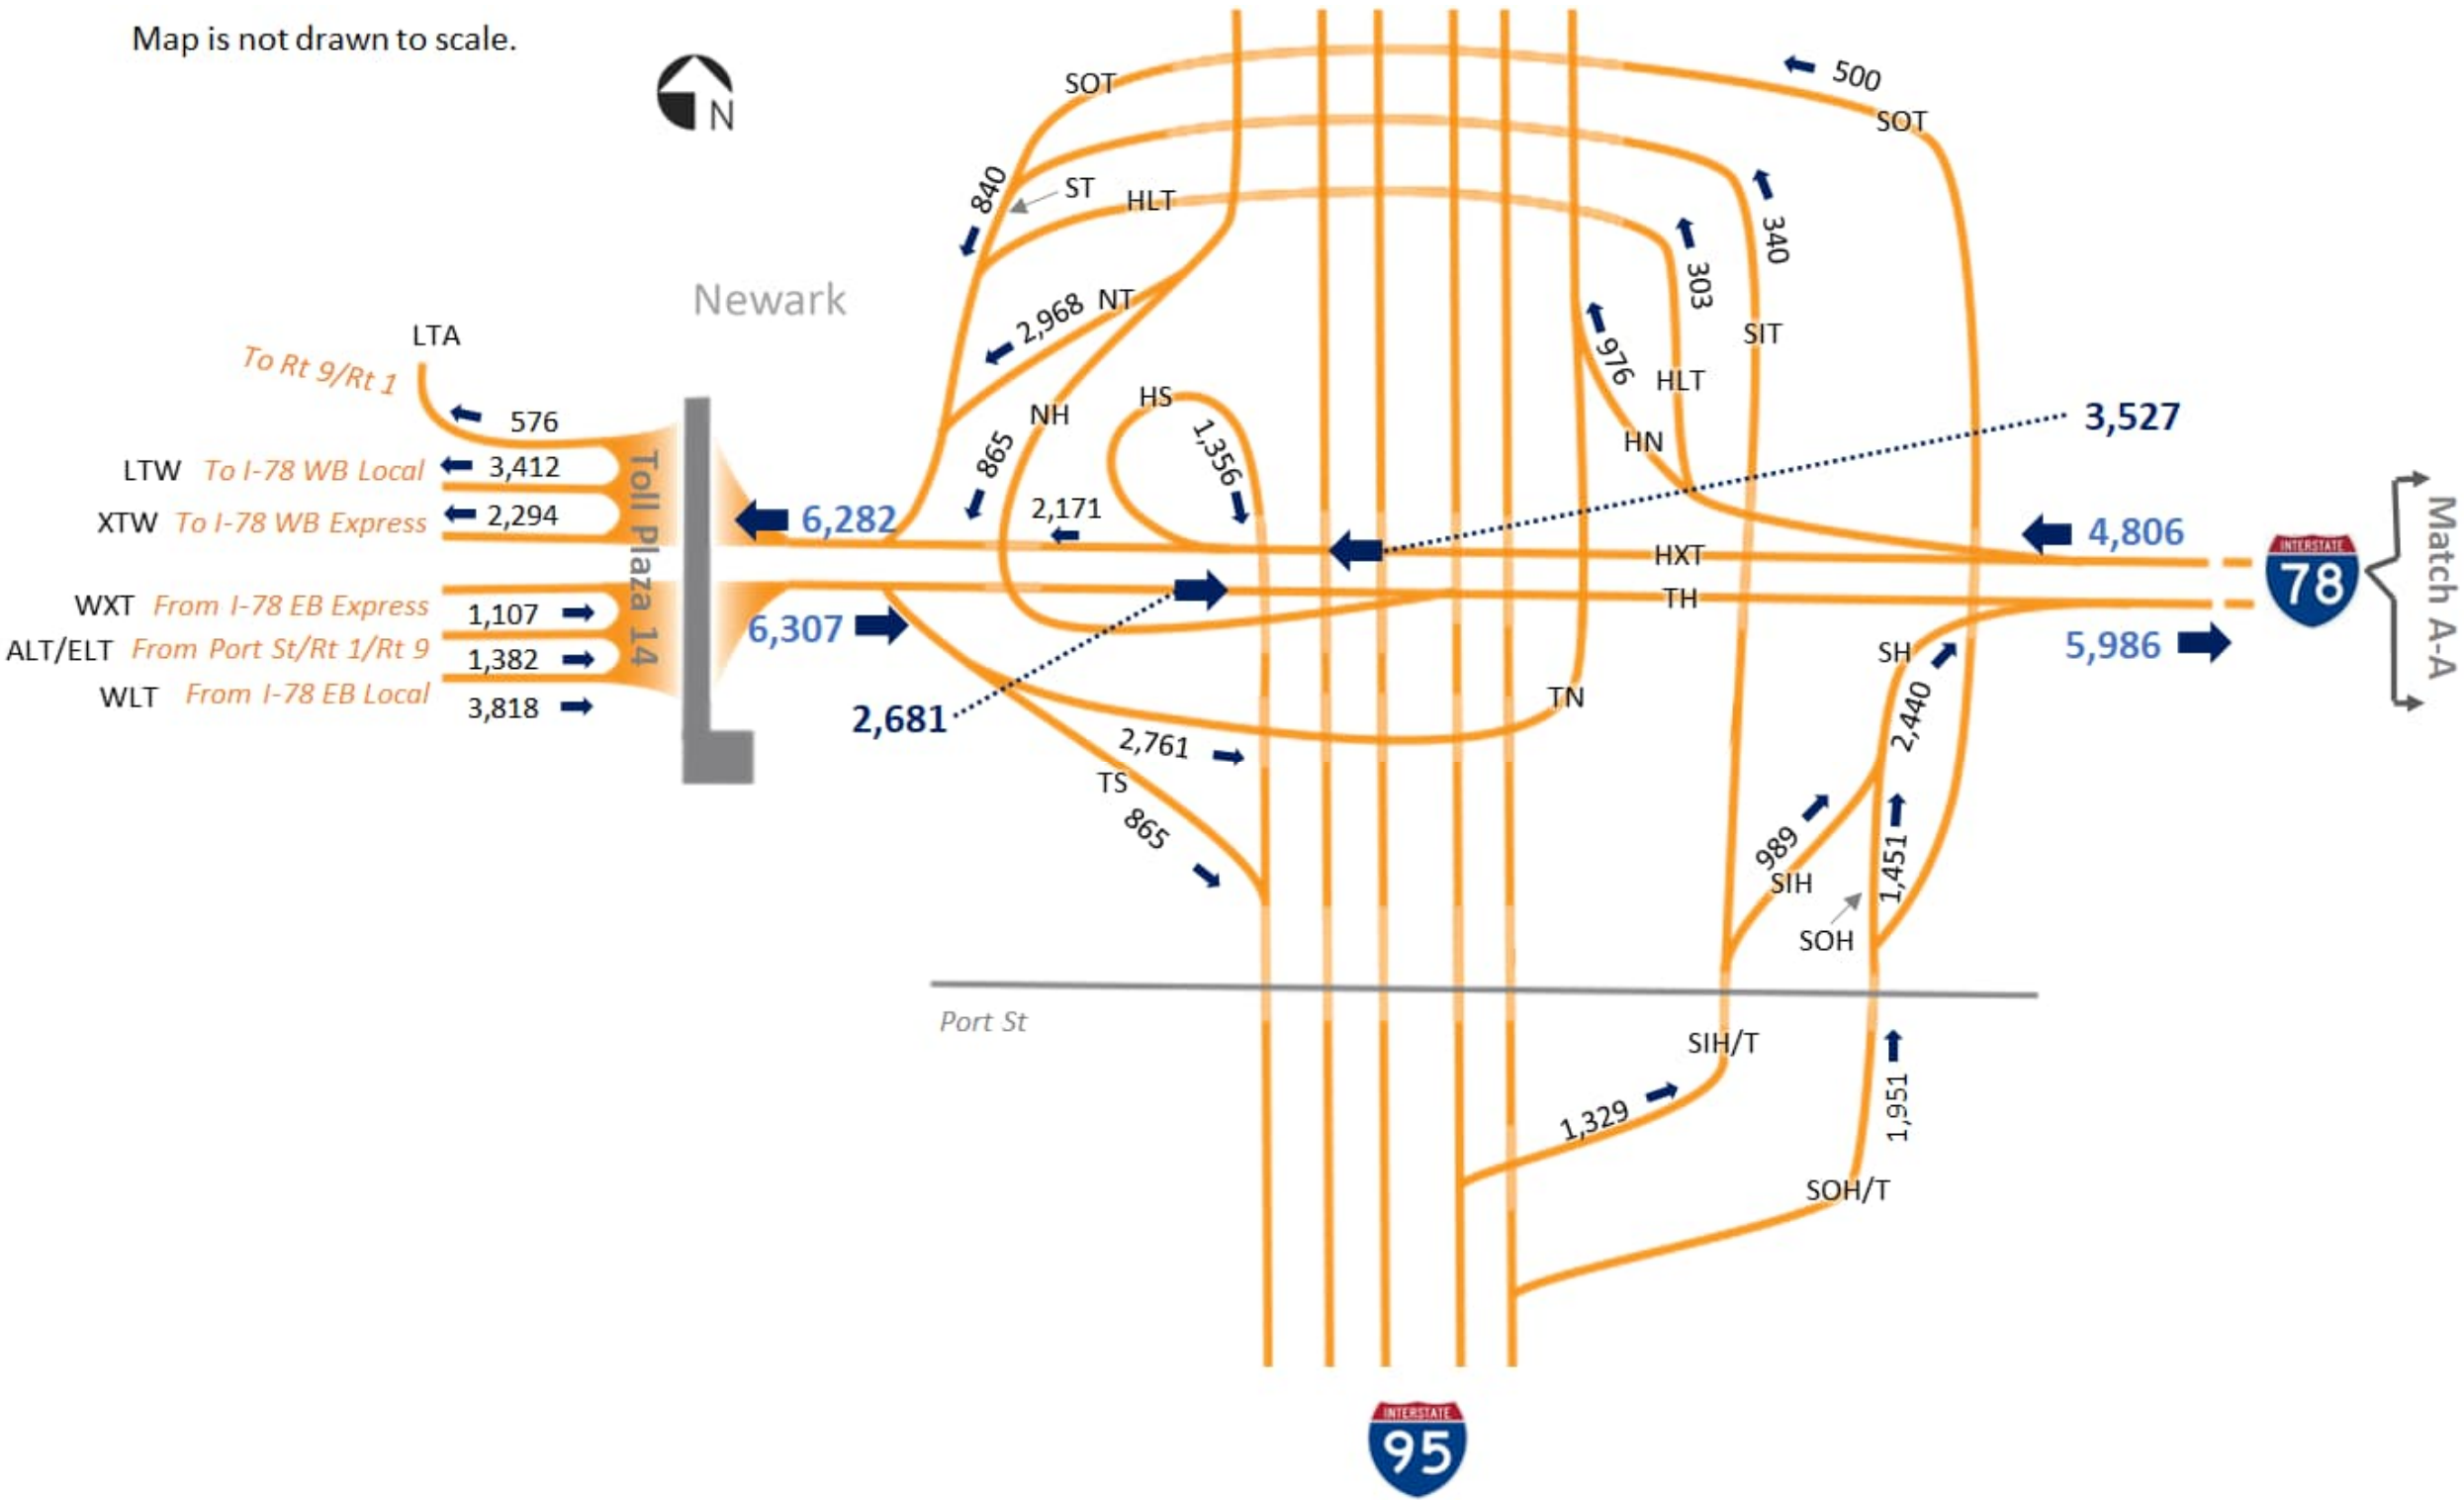 Map is not drawn to scale.
N
SOT
500
SOT
840
ST
HLT
340
303
Newark
2,968
NT
SIT
LTA
To Rt 9/Rt 1
976
HLT
576
HS
NH
3,527
HN
1,356
865
LTW To I-78 WB Local
3,412
2,171
6,282
4,806
XTW To I-78 WB Express
2,294
Toll Plaza 14
HXT
TH
INTERSTATE
78
Match A-A
WXT From I-78 EB Express
1,107
6,307
ALT/ELT From Port St/Rt 1/Rt 9
1,382
SH
5,986
WLT From I-78 EB Local
3,818
2,681
TN
2,440
2,761
TS
865
989
SIH
1,451
SOH
Port St
SIH/T
1,329
1,951
SOH/T
INTERSTATE
95